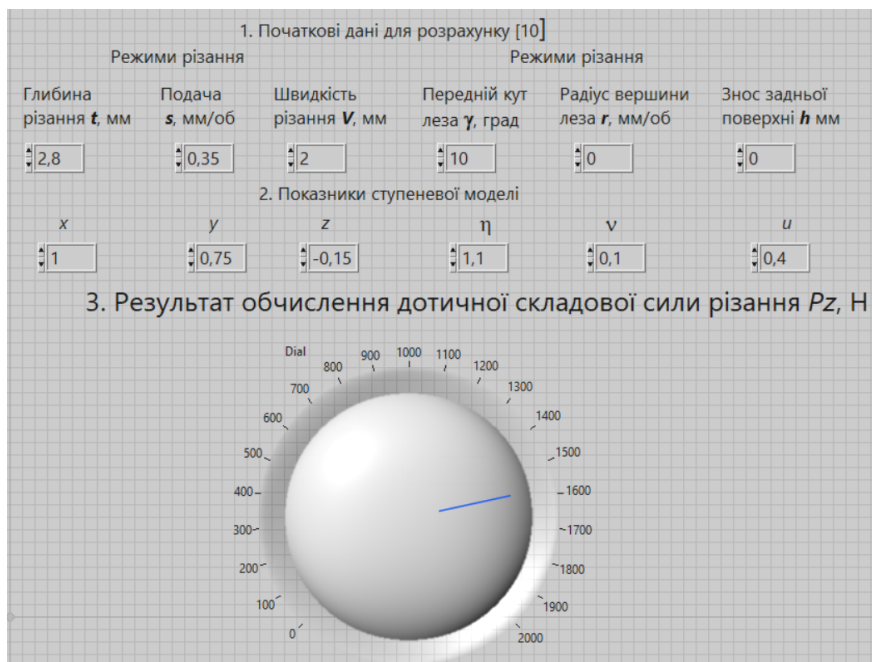 1. Початкові дані для розрахунку [10]
Режими різання Режими різання
Глибина Подача Швидкість Передній кут Радіус вершини Знос задньої
різання t, мм s, мм/об різання V, мм леза γ, град леза r, мм/об поверхні h мм
2,8 0,35 2 10 0 0
2. Показники ступеневої моделі
x y z η ν u
1 0,75 -0,15 1,1 0,1 0,4
3. Результат обчислення дотичної складової сили різання Pz, Н
Dial
0
100
200
300
400
500
600
700
800
900
1000
1100
1200
1300
1400
1500
1600
1700
1800
1900
2000